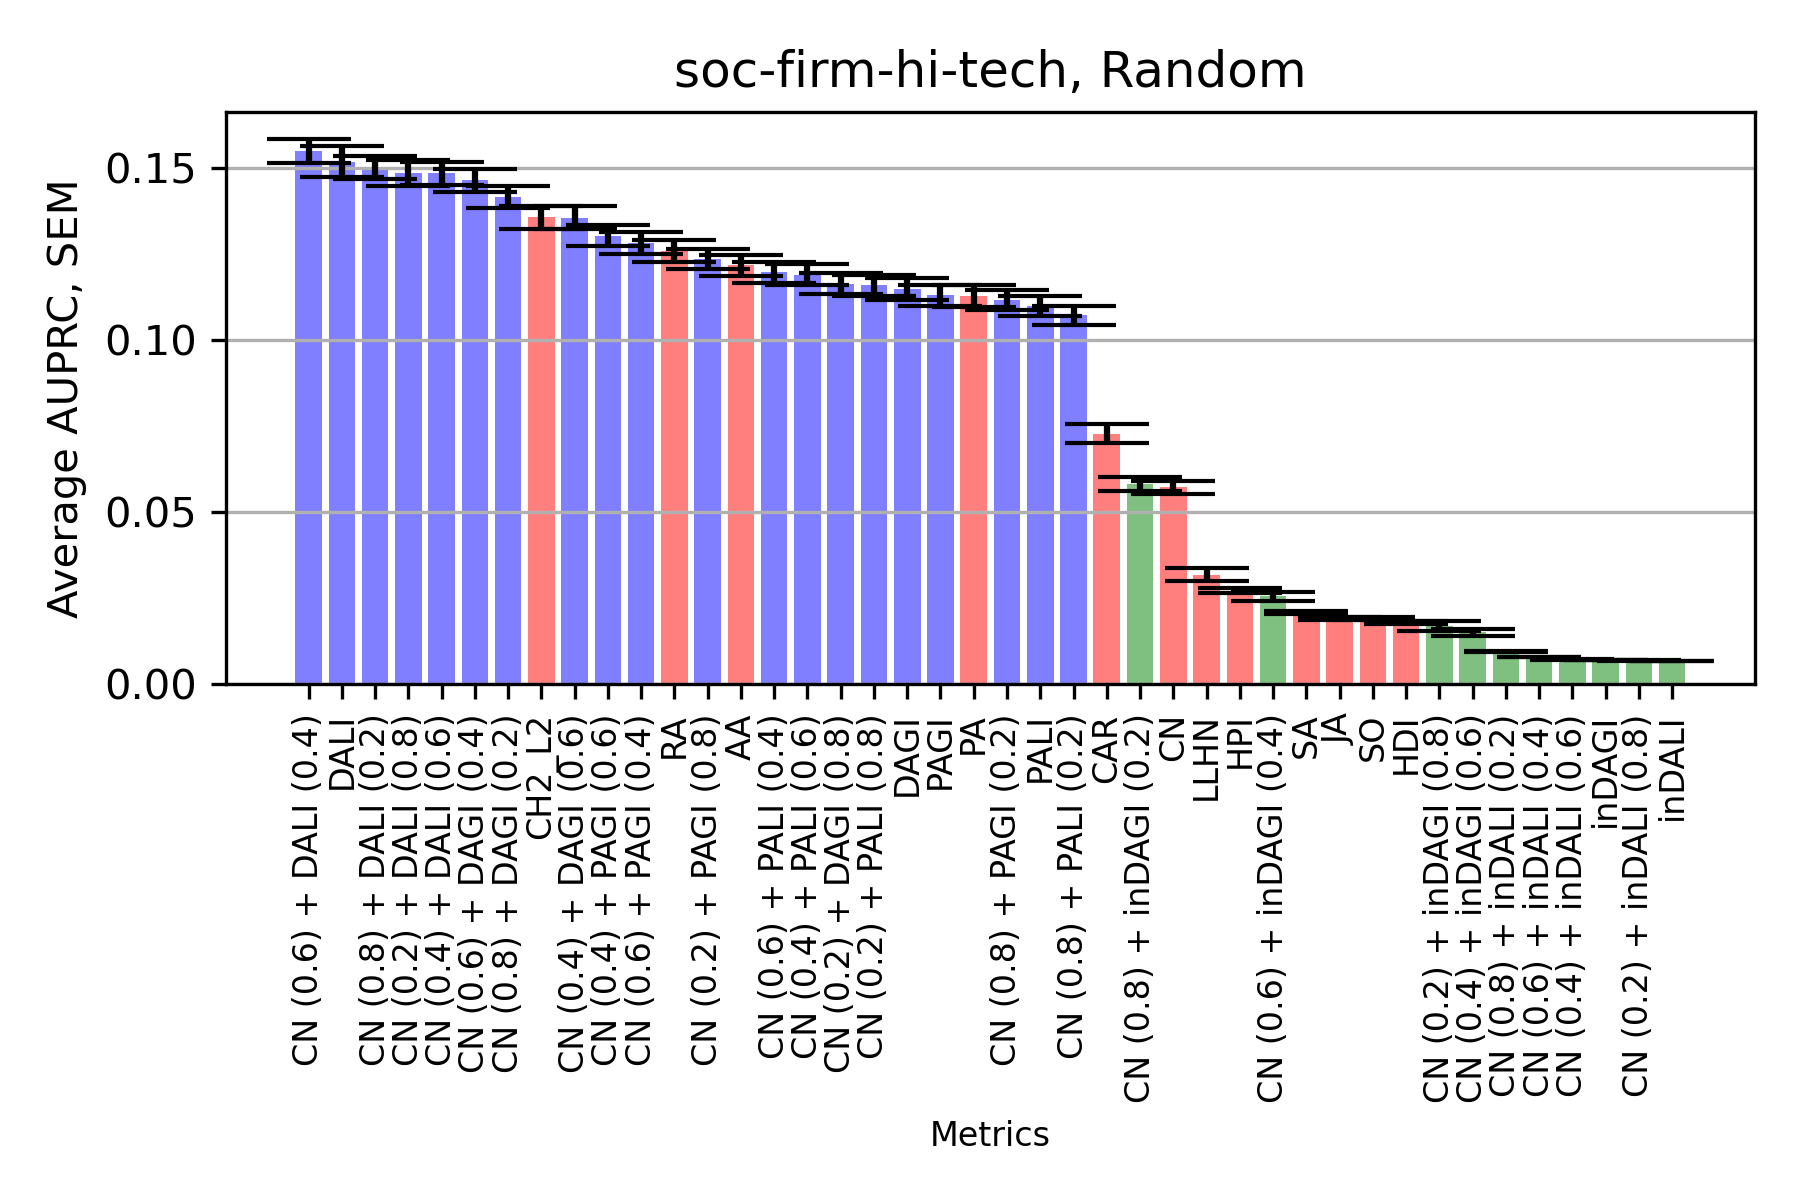 soc-firm-hi-tech, Random
Average AUPRC, SEM
0.15
0.10
0.05
0.00
CN (0.6) + DALI (0.4)
DALI
CN (0.8) + DALI (0.2)
CN (0.2) + DALI (0.8)
CN (0.4) + DALI (0.6)
CN (0.6) + DAGI (0.4)
CN (0.8) + DAGI (0.2)
CH2_L2
CN (0.4) + DAGI (0.6)
CN (0.4) + PAGI (0.6)
CN (0.6) + PAGI (0.4)
RA
CN (0.2) + PAGI (0.8)
AA
CN (0.6) + PALI (0.4)
CN (0.4) + PALI (0.6)
CN (0.2) + DAGI (0.8)
CN (0.2) + PALI (0.8)
DAGI
PAGI
PA
CN (0.8) + PAGI (0.2)
PALI
CN (0.8) + PALI (0.2)
CAR
CN (0.8) + inDAGI (0.2)
CN
LLHN
HPI
CN (0.6) + inDAGI (0.4)
SA
JA
SO
HDI
CN (0.2) + inDAGI (0.8)
CN (0.4) + inDAGI (0.6)
CN (0.8) + inDALI (0.2)
CN (0.6) + inDALI (0.4)
CN (0.4) + inDALI (0.6)
inDAGI
CN (0.2) + inDALI (0.8)
inDALI
Metrics